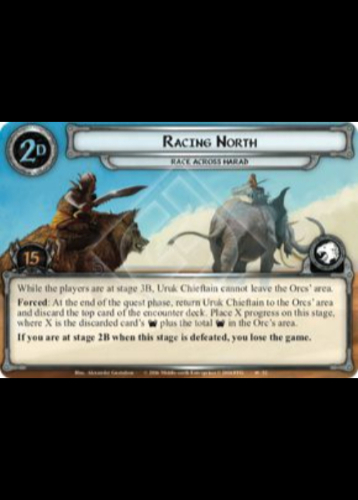 2D
RACING NORTH
RACE ACROSS HARAD
15
While the players are at stage 3B, Uruk Chieftain cannot leave the Orcs' area.
Forced: At the end of the quest phase, return Uruk Chieftain to the Orcs' area
and discard the top card of the encounter deck. Place X progress on this stage,
where X is the discarded card's plus the total in the Orc's area.
If you are at stage 2B when this stage is defeated, you lose the game.